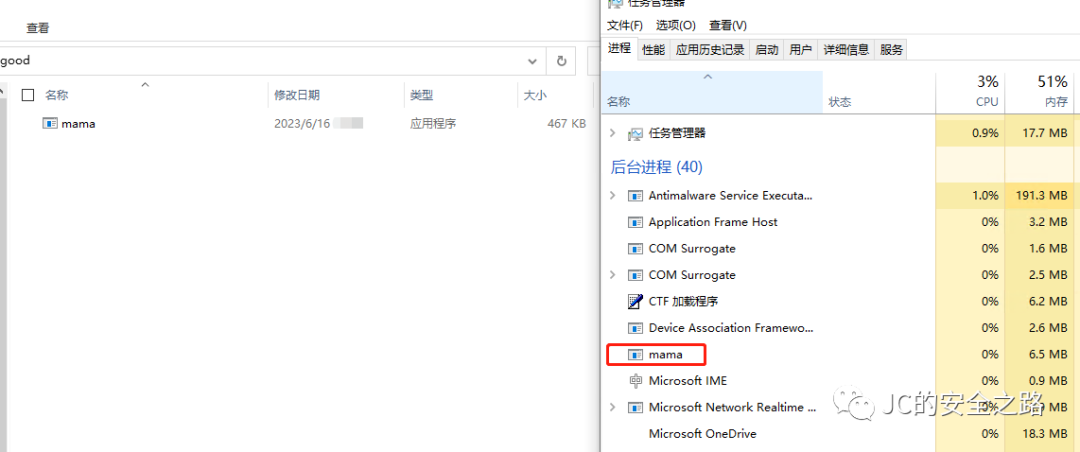 查看
good
名称 修改日期 类型 大小
mama 2023/6/16 应用程序 467 KB
任务管理器
文件(F) 选项(O) 查看(V)
进程 性能 应用历史记录 启动 用户 详细信息 服务
3% 51%
名称 状态 CPU 内存
任务管理器 0.9% 17.7 MB
后台进程 (40)
Antimalware Service Executa... 1.0% 191.3 MB
Application Frame Host 0% 3.2 MB
COM Surrogate 0% 1.6 MB
COM Surrogate 0% 2.5 MB
CTF 加载程序 0% 6.2 MB
Device Association Framewo... 0% 2.6 MB
mama 0% 6.5 MB
Microsoft IME 0% 0.9 MB
Microsoft Network Realtime ... 0% MB
Microsoft OneDrive 0% 18.3 MB
JC的安全之路